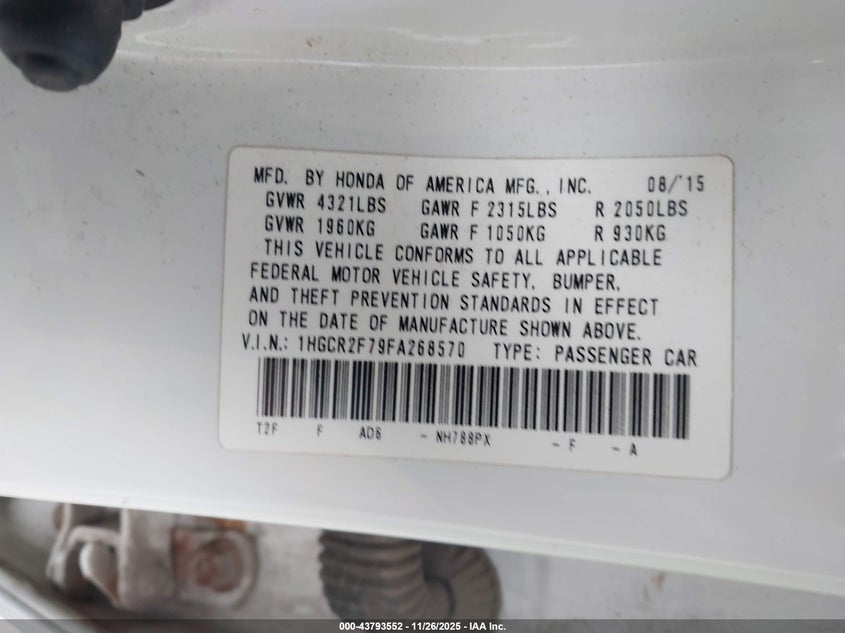 MFD. BY HONDA OF AMERICA MFG., INC. 08/'15
GVWR 4321LBS GAWR F 2315LBS R 2050LBS
GVWR 1960KG GAWR F 1050KG R 930KG
THIS VEHICLE CONFORMS TO ALL APPLICABLE
FEDERAL MOTOR VEHICLE SAFETY, BUMPER,
AND THEFT PREVENTION STANDARDS IN EFFECT
ON THE DATE OF MANUFACTURE SHOWN ABOVE.
V.I.N.: 1HGCR2F79FA268570 TYPE: PASSENGER CAR
T2F F AD6 - NH788PX - F - A
000-43793552 - 11/26/2025 - IAA Inc.